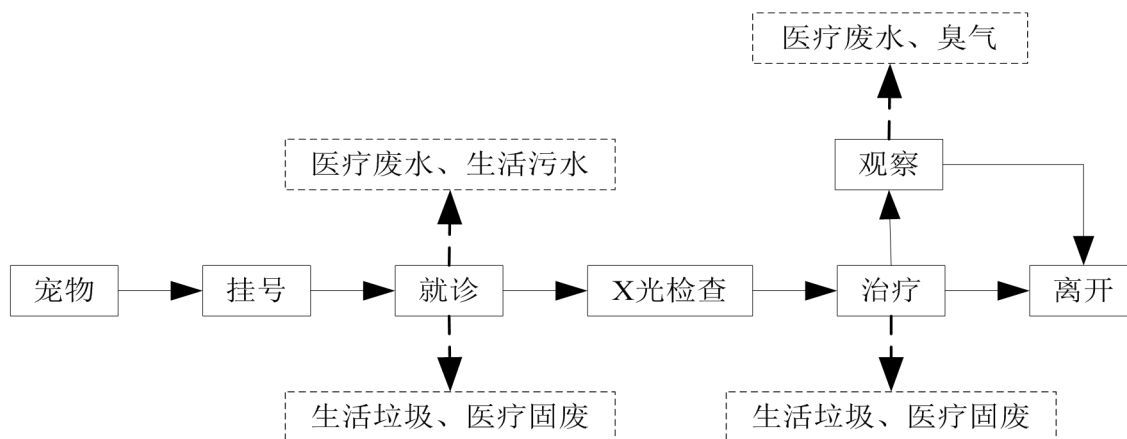 医疗废水、臭气
医疗废水、生活污水
观察
宠物
挂号
就诊
X光检查
治疗
离开
生活垃圾、医疗固废
生活垃圾、医疗固废